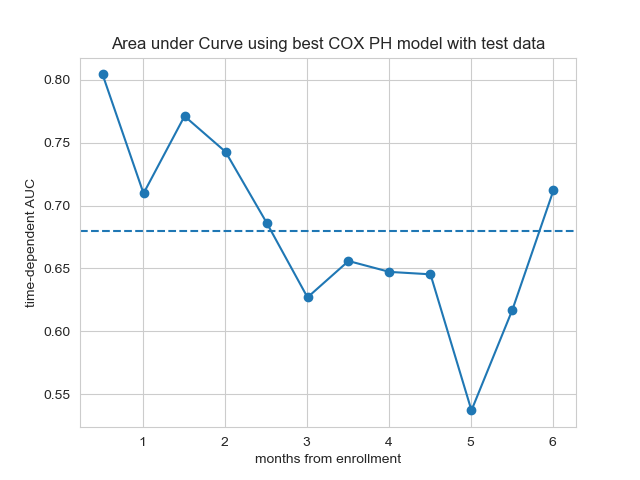 Area under Curve using best COX PH model with test data
time-dependent AUC
0.80
0.75
0.70
0.65
0.60
0.55
1 2 3 4 5 6
months from enrollment